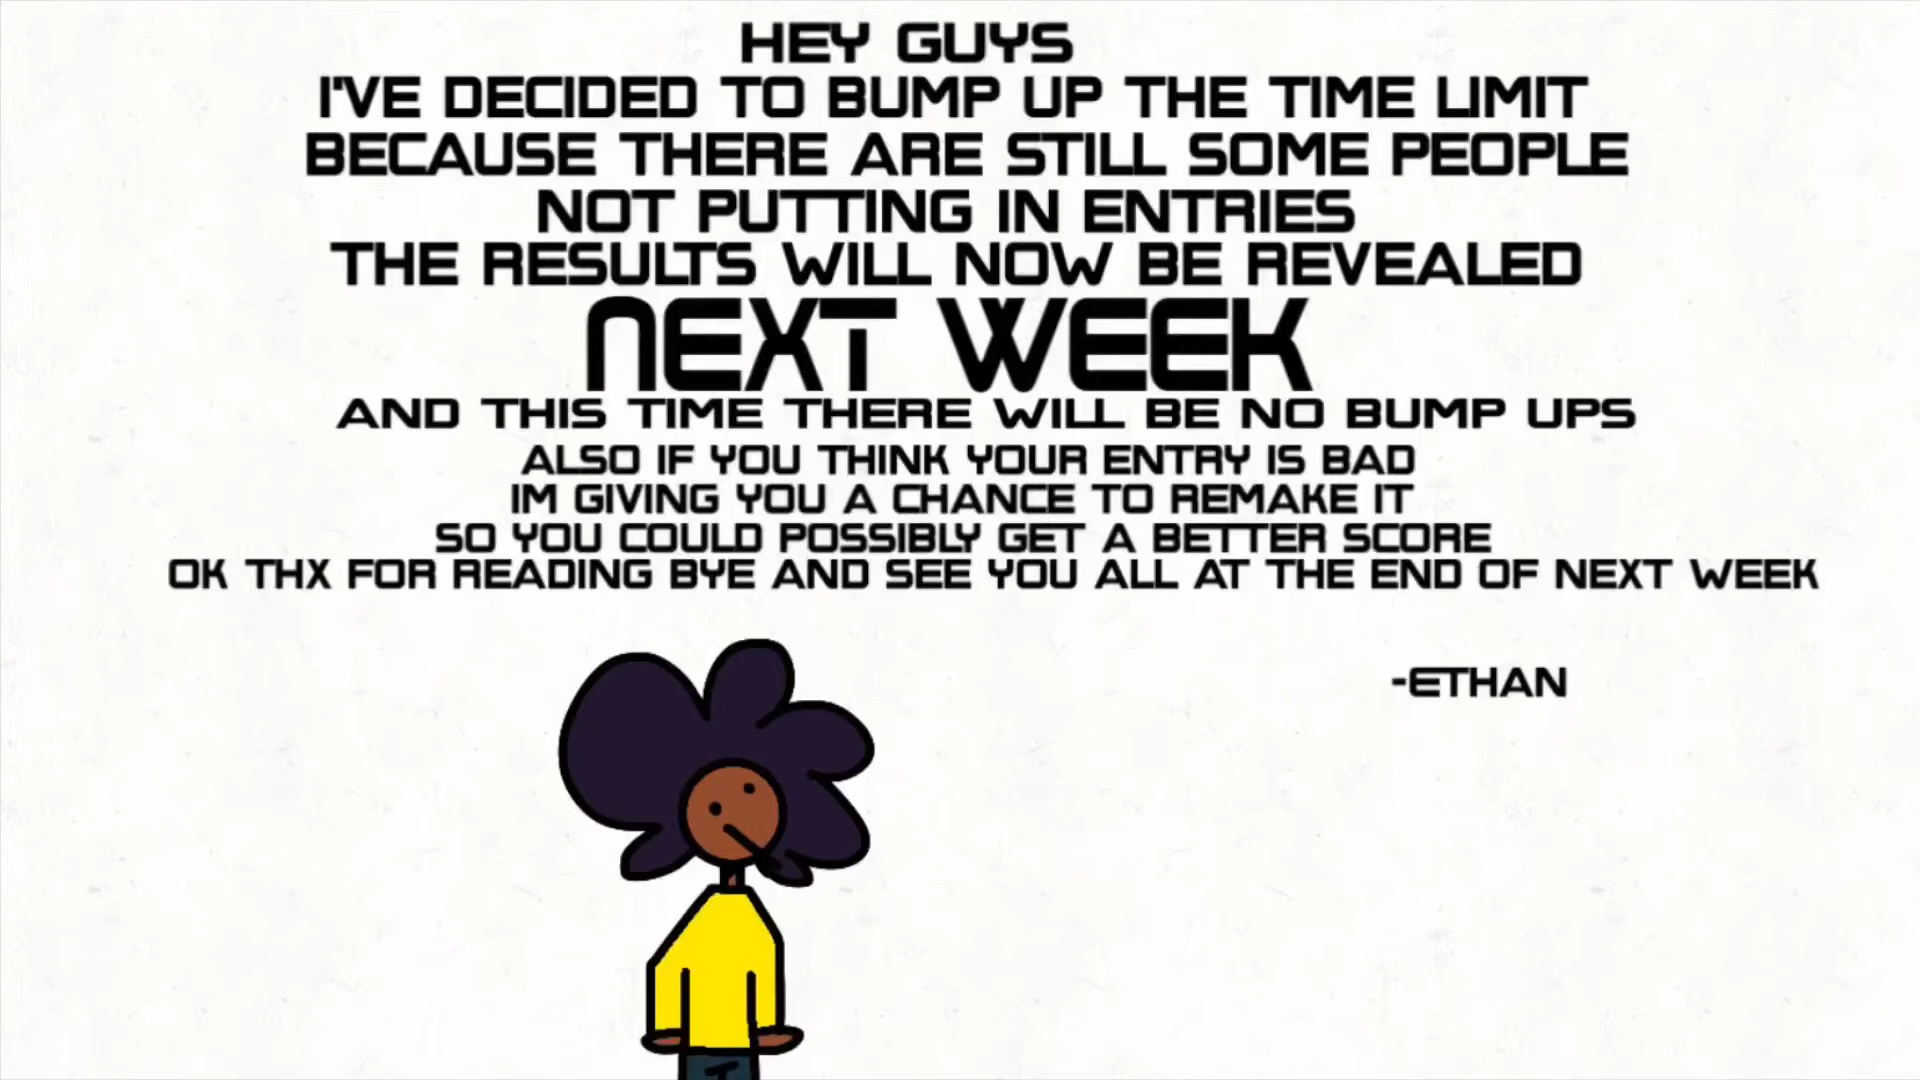 HEY GUYS
I'VE DECIDED TO BUMP UP THE TIME LIMIT
BECAUSE THERE ARE STILL SOME PEOPLE
NOT PUTTING IN ENTRIES
THE RESULTS WILL NOW BE REVEALED
NEXT WEEK
AND THIS TIME THERE WILL BE NO BUMP UPS
ALSO IF YOU THINK YOUR ENTRY IS BAD
IM GIVING YOU A CHANCE TO REMAKE IT
SO YOU COULD POSSIBLY GET A BETTER SCORE
OK THX FOR READING BYE AND SEE YOU ALL AT THE END OF NEXT WEEK
-ETHAN